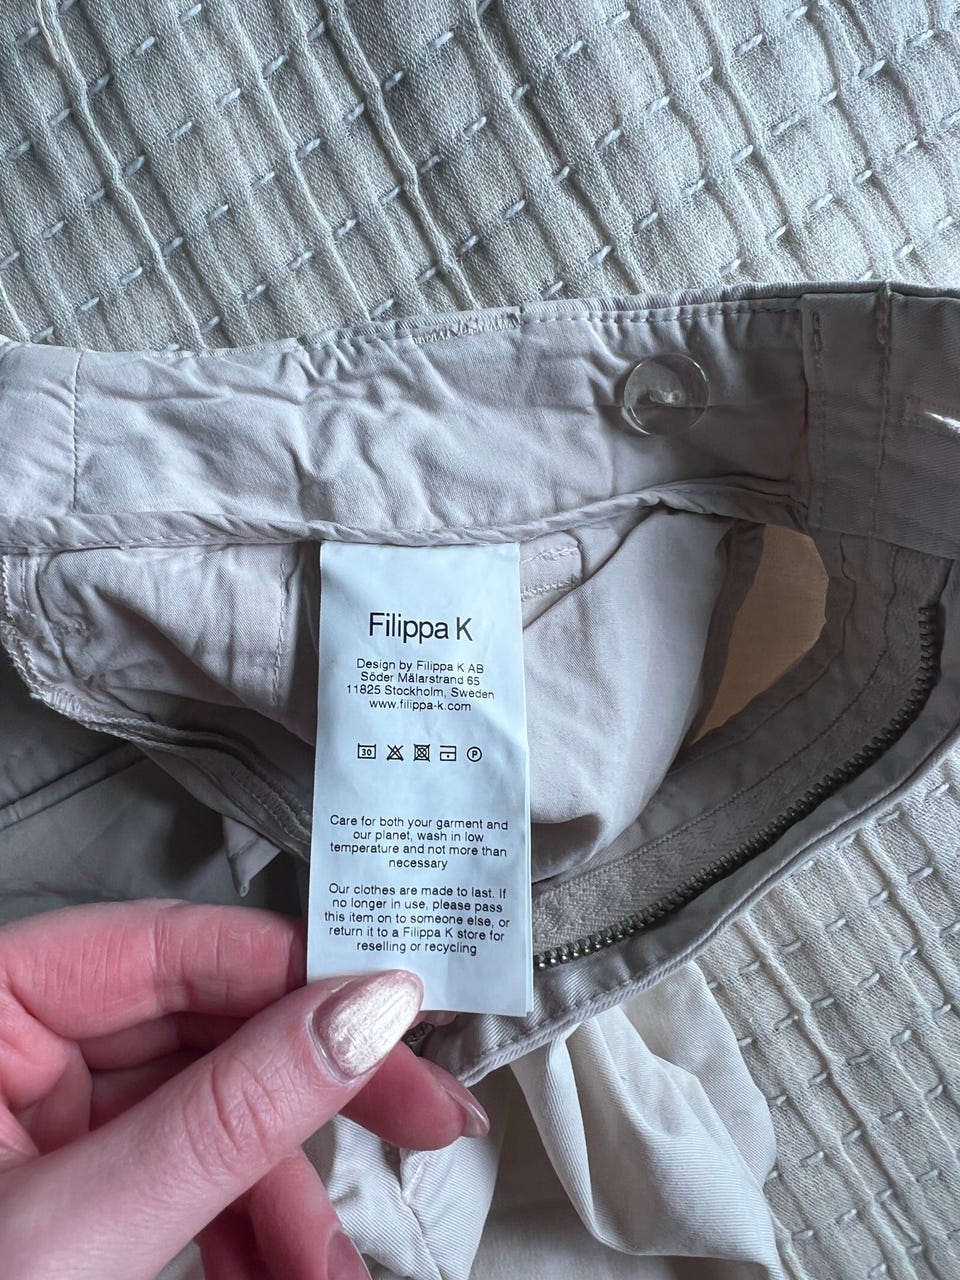 Filippa K
Design by Filippa K AB
Söder Mälarstrand 65
11825 Stockholm, Sweden
www.filippa-k.com
30
P
Care for both your garment and
our planet, wash in low
temperature and not more than
necessary
Our clothes are made to last. If
no longer in use, please pass
this item on to someone else, or
return it to a Filippa K store for
reselling or recycling